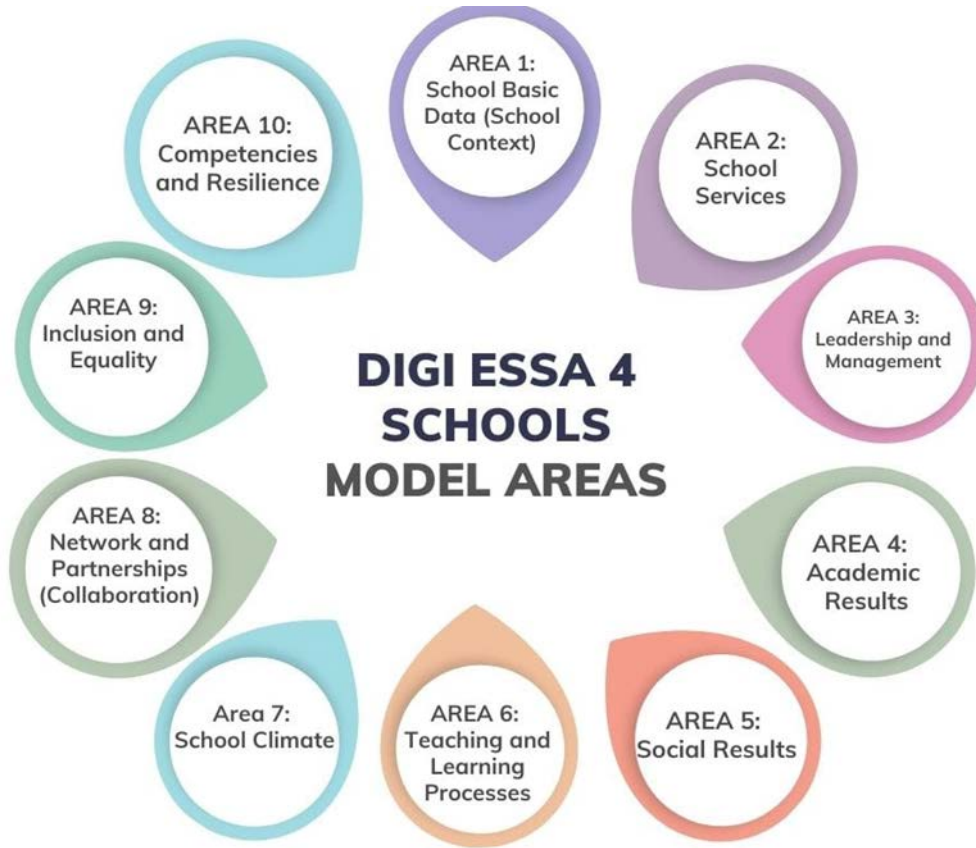 AREA 1:
School Basic
Data (School
Context)
AREA 2:
School
Services
AREA 3:
Leadership and
Management
AREA 4:
Academic
Results
AREA 5:
Social Results
AREA 6:
Teaching and
Learning
Processes
Area 7:
School Climate
AREA 8:
Network and
Partnerships
(Collaboration)
AREA 9:
Inclusion and
Equality
AREA 10:
Competencies
and Resilience
DIGI ESSA 4
SCHOOLS
MODEL AREAS